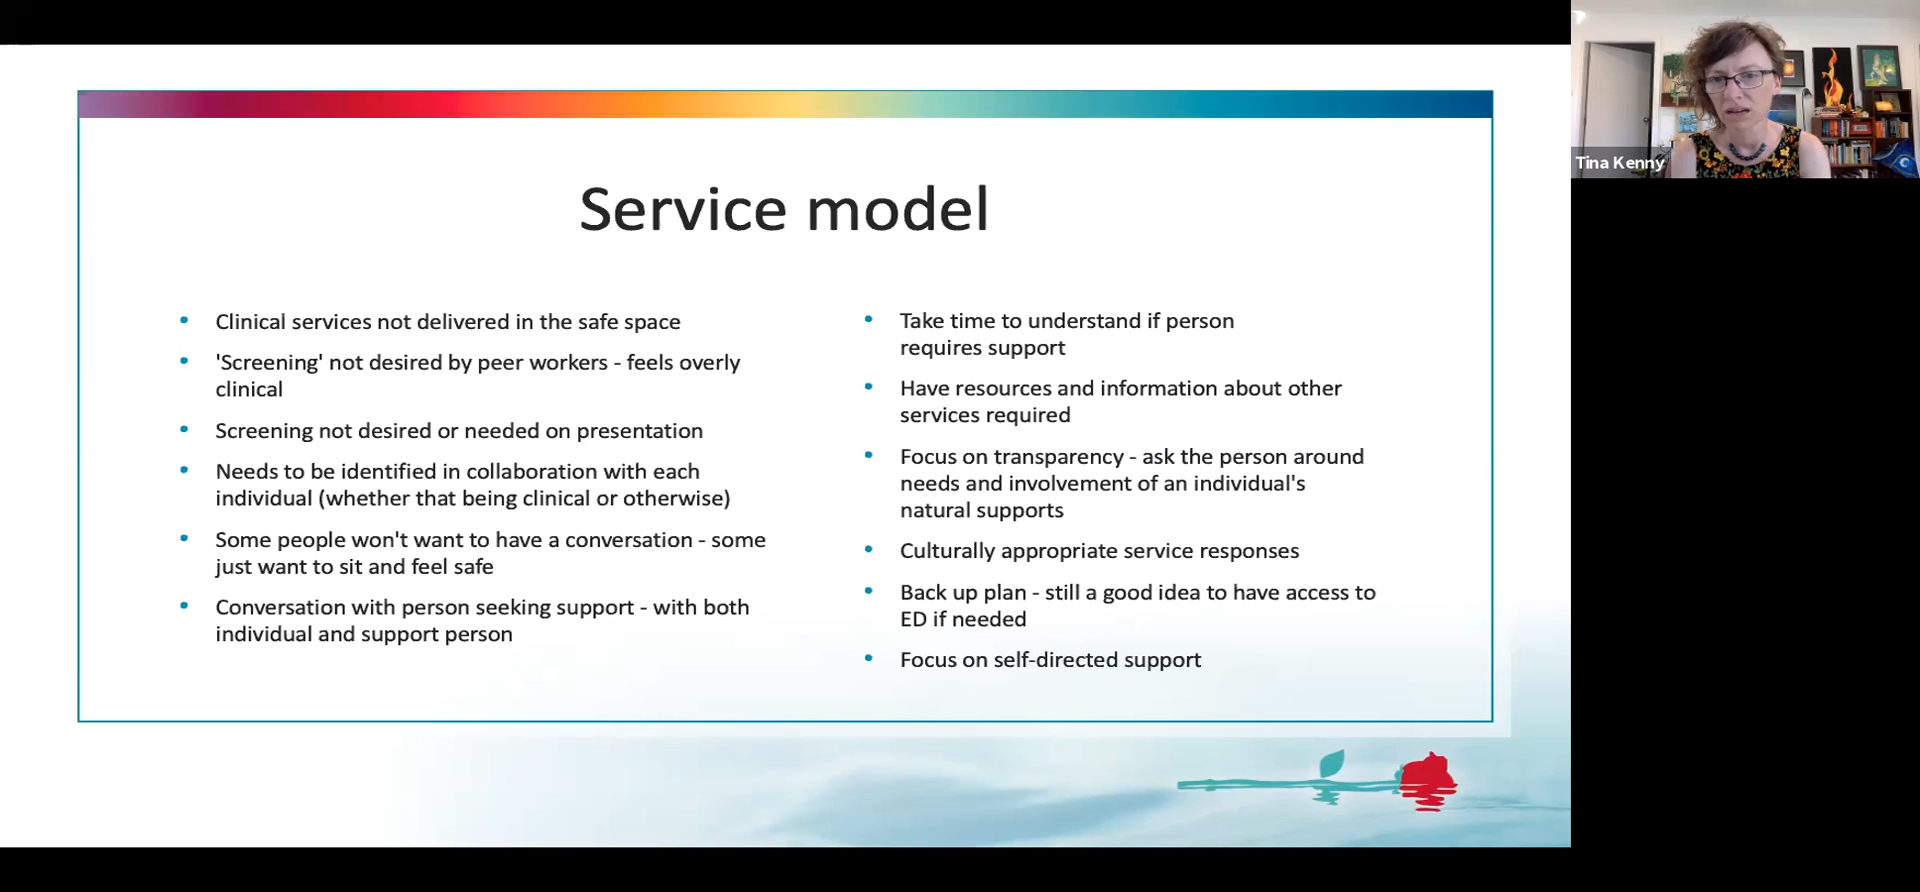 Service model
Clinical services not delivered in the safe space
'Screening' not desired by peer workers - feels overly
clinical
Screening not desired or needed on presentation
Needs to be identified in collaboration with each
individual (whether that being clinical or otherwise)
Some people won't want to have a conversation - some
just want to sit and feel safe
Conversation with person seeking support - with both
individual and support person
Take time to understand if person
requires support
Have resources and information about other
services required
Focus on transparency - ask the person around
needs and involvement of an individual's
natural supports
Culturally appropriate service responses
Back up plan - still a good idea to have access to
ED if needed
Focus on self-directed support
Tina Kenny